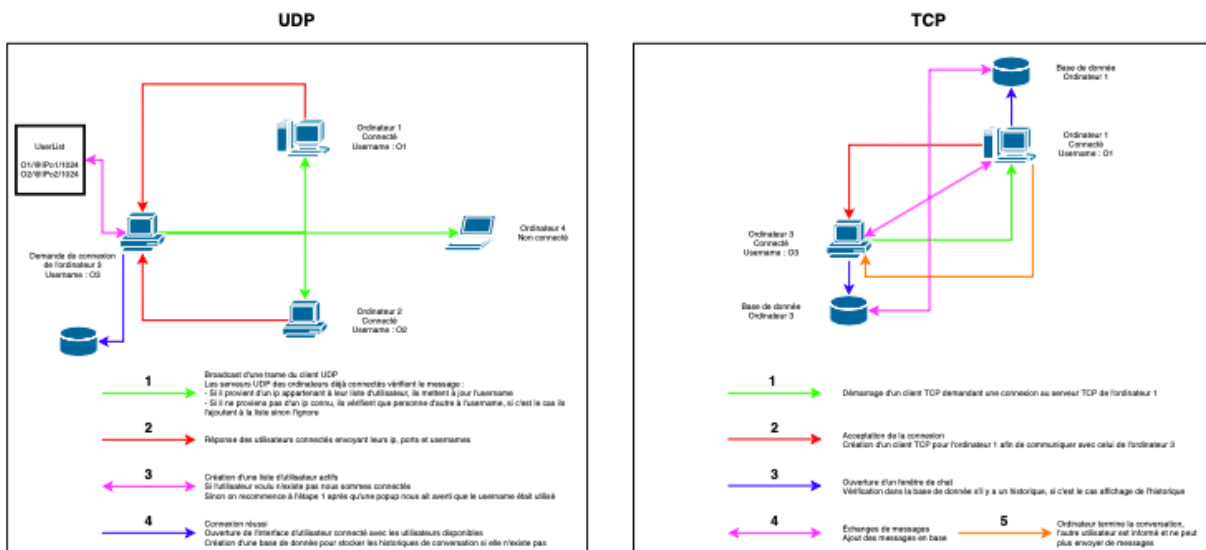 UDP
UserList
O1/@IPo1/1024
O2/@IPo2/1024
Ordinateur 1
Connecté
Username : O1
Ordinateur 4
Non connecté
Demande de connexion
de l'ordinateur 3
Username : O3
Ordinateur 2
Connecté
Username : O2
1
Broadcast d'une trame du client UDP
Les serveurs UDP des ordinateurs déjà connectés vérifient le message :
- Si il provient d'un ip appartenant à leur liste d'utilisateur, ils mettent à jour l'username
- Si il ne proviens pas d'un ip connu, ils vérifient que personne d'autre à l'username, si c'est le cas ils
l'ajoutent à la liste sinon l'ignore
2
Réponse des utilisateurs connectés envoyant leurs ip, ports et usernames
3
Création d'une liste d'utilisateur actifs
Si l'utilisateur voulu n'existe pas nous sommes connectés
Sinon on recommence à l'étape 1 après qu'une popup nous ait averti que le username était utilisé
4
Connexion réussi
Ouverture de l'interface d'utilisateur connecté avec les utilisateurs disponibles
Création d'une base de donnée pour stocker les historiques de conversation si elle n'existe pas
TCP
Base de donnée
Ordinateur 1
Ordinateur 1
Connecté
Username : O1
Ordinateur 3
Connecté
Username : O3
Base de donnée
Ordinateur 3
1
Démarrage d'un client TCP demandant une connexion au serveur TCP de l'ordinateur 1
2
Acceptation de la connexion
Création d'un client TCP pour l'ordinateur 1 afin de communiquer avec celui de l'ordinateur 3
3
Ouverture d'un fenêtre de chat
Vérification dans la base de donnée s'il y a un historique, si c'est le cas affichage de l'historique
4
Échanges de messages
Ajout des messages en base
5
Ordinateur termine la conversation,
l'autre utilisateur est informé et ne peut
plus envoyer de messages